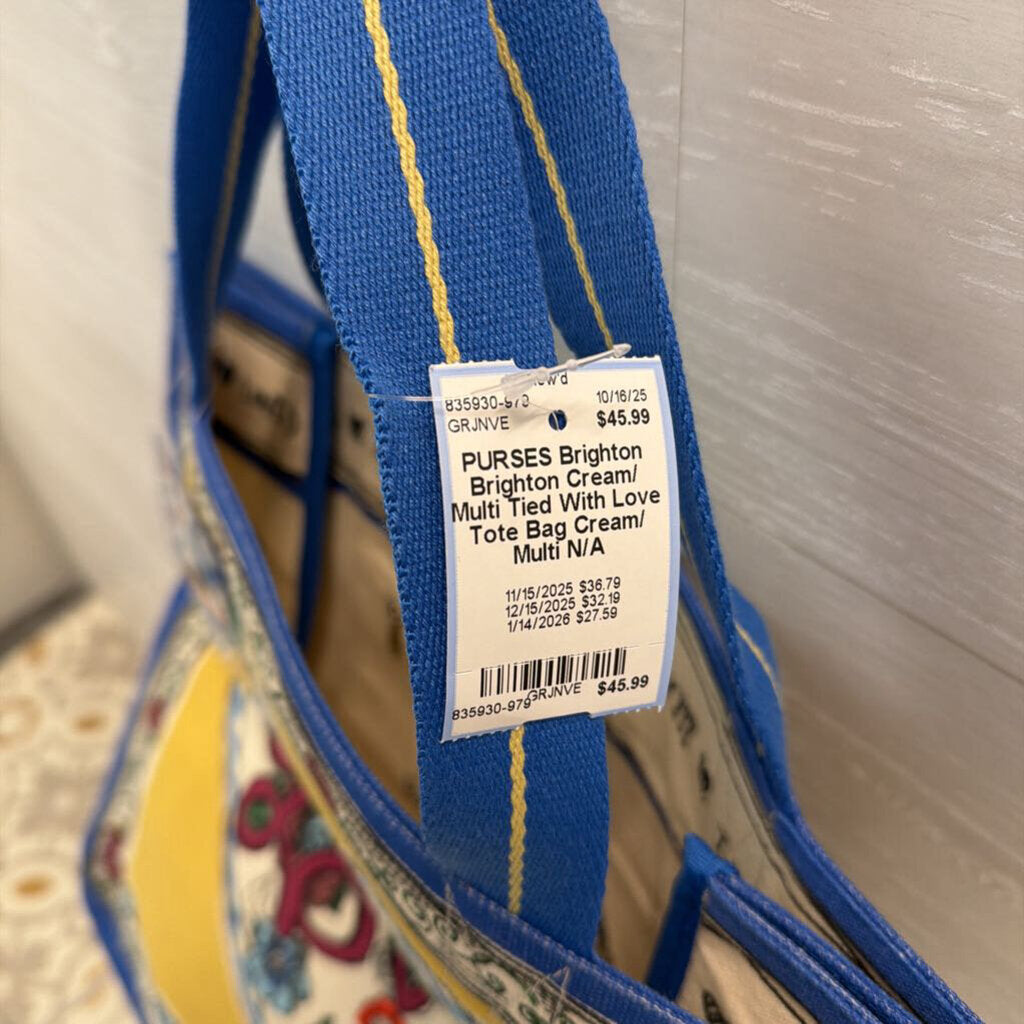 835930-979 10/16/25
GRJNVE $45.99
PURSES Brighton
Brighton Cream/
Multi Tied With Love
Tote Bag Cream/
Multi N/A
11/15/2025 $36.79
12/15/2025 $32.19
1/14/2026 $27.59
GRJNVE $45.99
835930-979